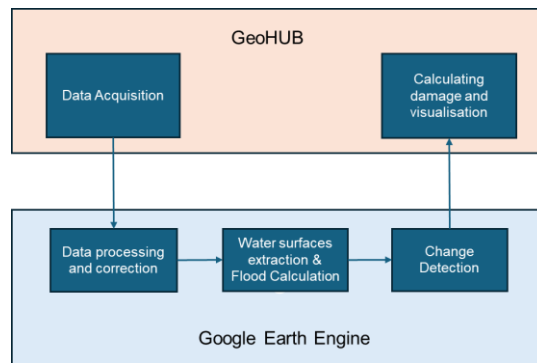 GeoHUB
Data Acquisition
Calculating
damage and
visualisation
Data processing
and correction
Water surfaces
extraction &
Flood Calculation
Change
Detection
Google Earth Engine